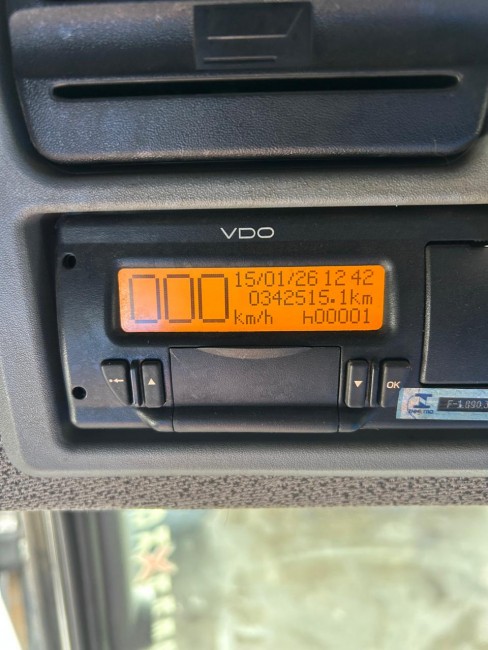 VDO
15/01/26 12 42
0342515.1km
000
km/h h00001
OK